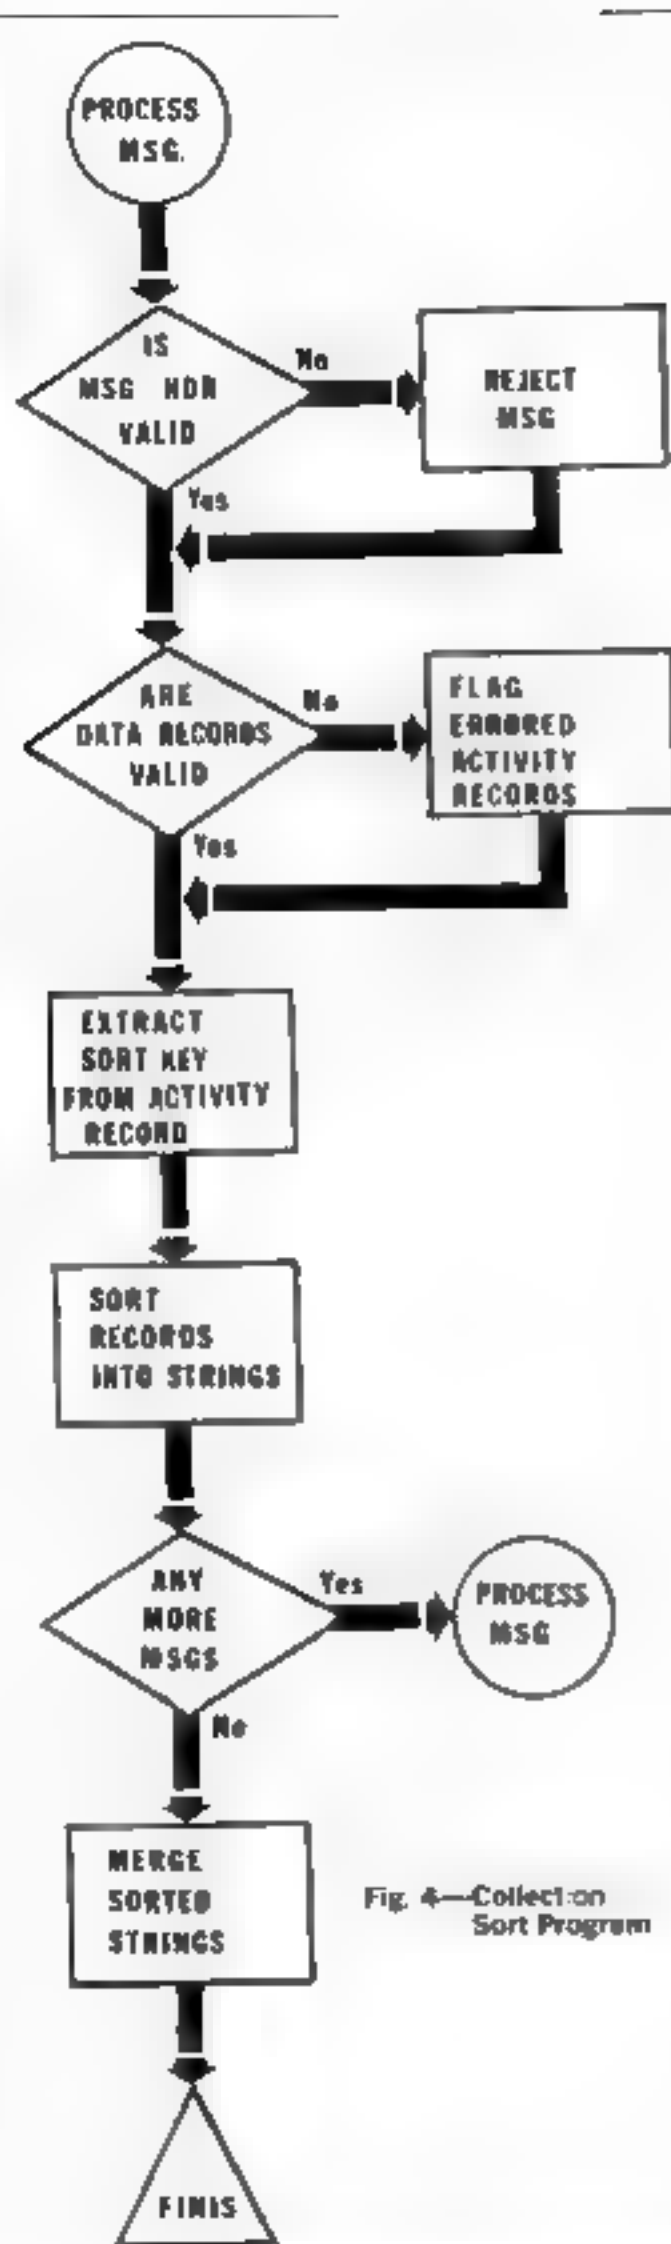 PROCESS
MSG.
IS
MSG HDR
VALID
No
REJECT
MSG
Yes
ARE
DATA RECORDS
VALID
No
FLAG
ERRORED
ACTIVITY
RECORDS
Yes
EXTRACT
SORT KEY
FROM ACTIVITY
RECORD
SORT
RECORDS
INTO STRINGS
ANY
MORE
MSGS
Yes
PROCESS
MSG
No
MERGE
SORTED
STRINGS
Fig. 4—Collection
Sort Program
FINIS